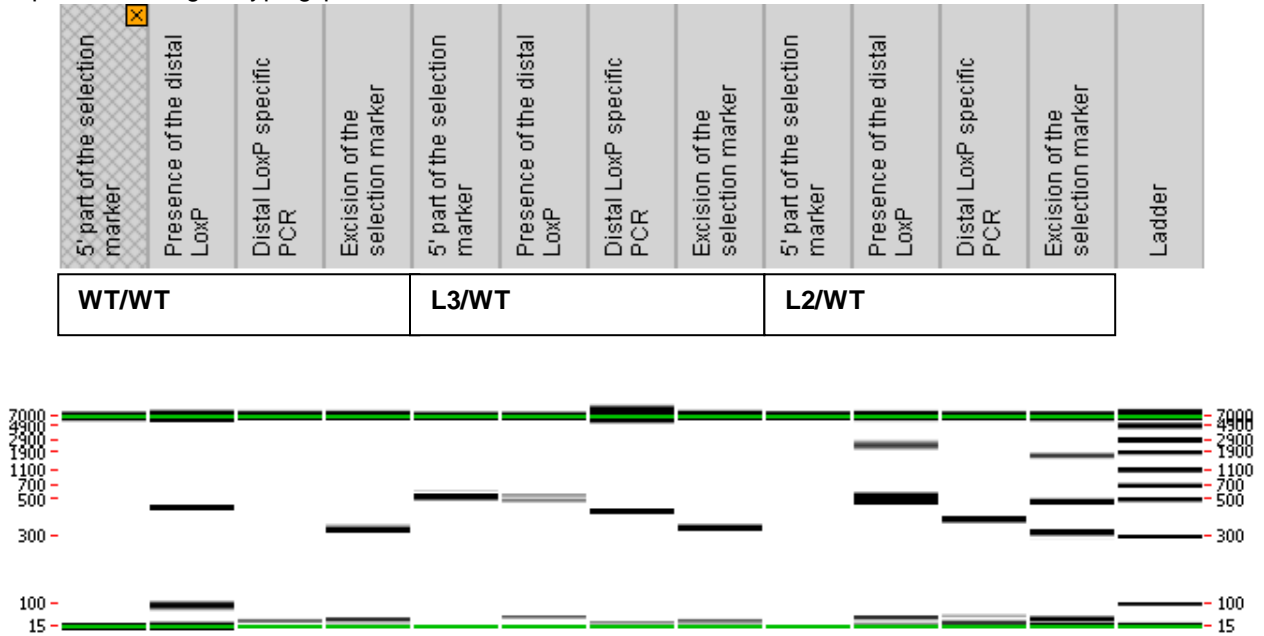 5' part of the selection
marker
Presence of the distal
LoxP
Distal LoxP specific
PCR
Excision of the
selection marker
5' part of the selection
marker
Presence of the distal
LoxP
Distal LoxP specific
PCR
Excision of the
selection marker
5' part of the selection
marker
Presence of the distal
LoxP
Distal LoxP specific
PCR
Excision of the
selection marker
Ladder
WT/WT
L3/WT
L2/WT
7000
4900
2900
1900
1100
700
500
300
100
15
7000
4900
2900
1900
1100
700
500
300
100
15